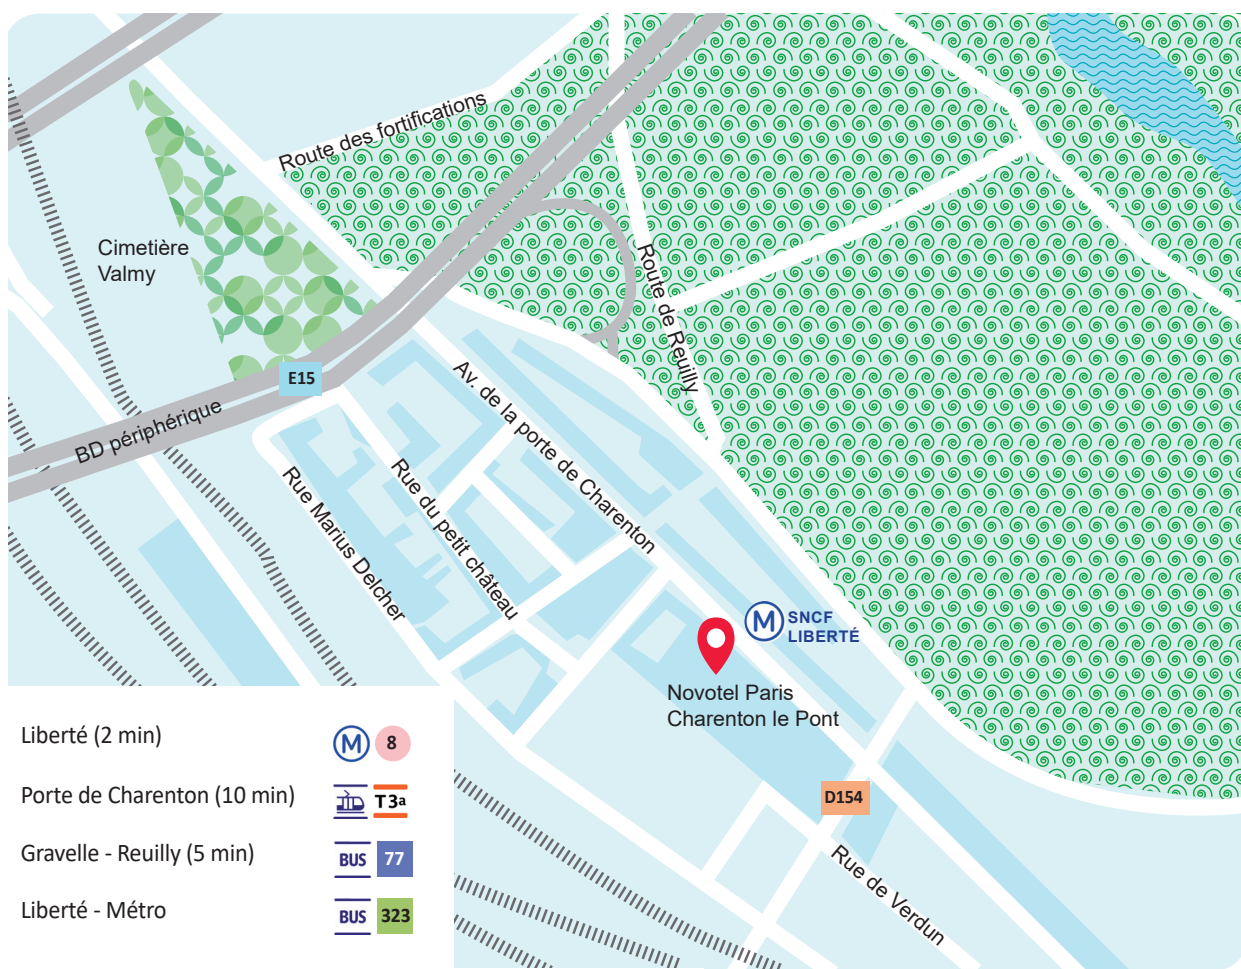 Route des fortifications
Cimetière
Valmy
Route de Reuilly
E15
BD périphérique
Av. de la porte de Charenton
Rue du petit château
Rue Marius Delcher
M SNCF
LIBERTÉ
Novotel Paris
Charenton le Pont
D154
Rue de Verdun
Liberté (2 min) M 8
Porte de Charenton (10 min) T3a
Gravelle - Reuilly (5 min) BUS 77
Liberté - Métro BUS 323